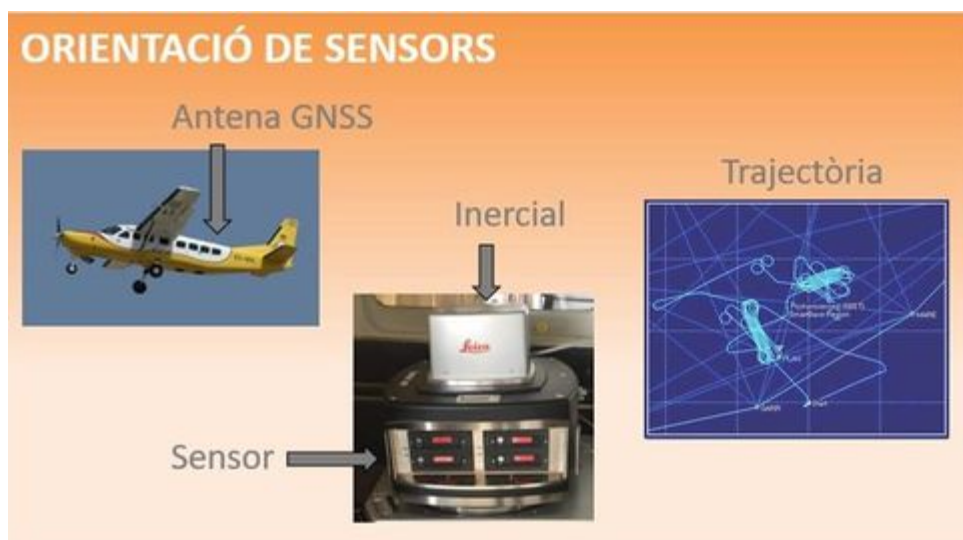 ORIENTACIÓ DE SENSORS
Antena GNSS
Trajectòria
Inercial
Leica
Sensor